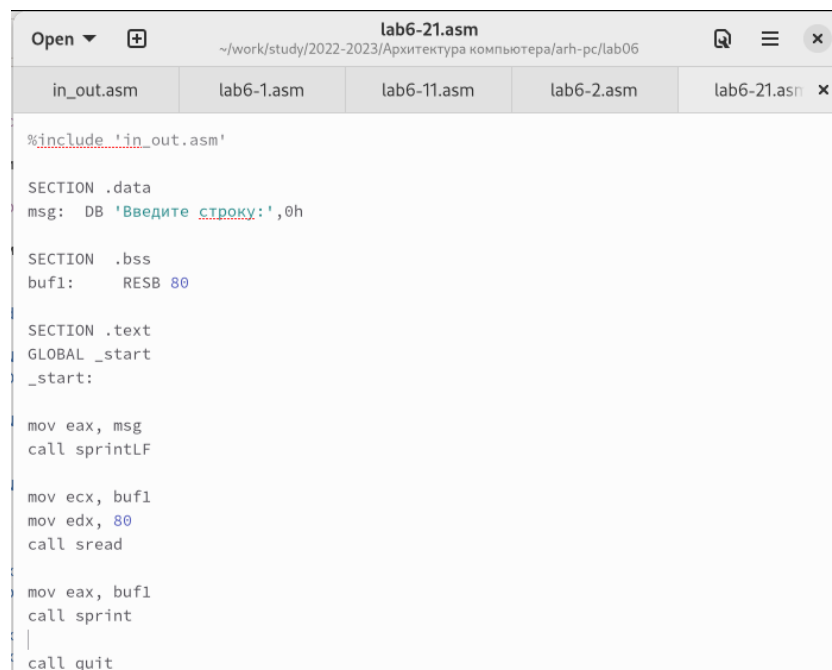 Open
lab6-21.asm
~/work/study/2022-2023/Архитектура компьютера/arh-pc/lab06
in_out.asm lab6-1.asm lab6-11.asm lab6-2.asm lab6-21.asm
%include 'in_out.asm'
SECTION .data
msg:  DB 'Введите строку:',0h
SECTION  .bss
buf1:     RESB 80
SECTION .text
GLOBAL _start
_start:
mov eax, msg
call sprintLF
mov ecx, buf1
mov edx, 80
call sread
mov eax, buf1
call sprint
call quit